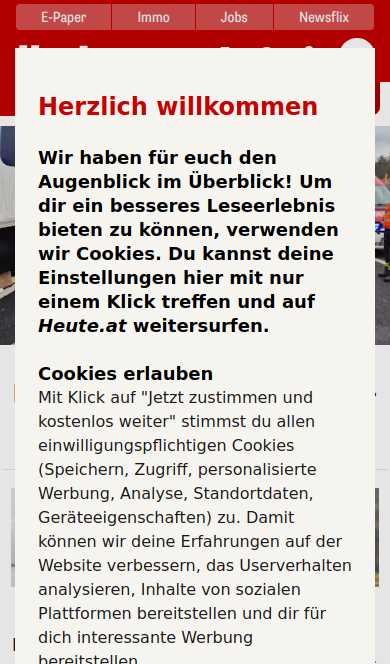 E-Paper
Immo
Jobs
Newsflix
Herzlich willkommen
Wir haben für euch den
Augenblick im Überblick! Um
dir ein besseres Leseerlebnis
bieten zu können, verwenden
wir Cookies. Du kannst deine
Einstellungen hier mit nur
einem Klick treffen und auf
Heute.at weitersurfen.
Cookies erlauben
Mit Klick auf "Jetzt zustimmen und
kostenlos weiter" stimmst du allen
einwilligungspflichtigen Cookies
(Speichern, Zugriff, personalisierte
Werbung, Analyse, Standortdaten,
Geräteeigenschaften) zu. Damit
können wir deine Erfahrungen auf der
Website verbessern, das Userverhalten
analysieren, Inhalte von sozialen
Plattformen bereitstellen und dir für
dich interessante Werbung
bereitstellen